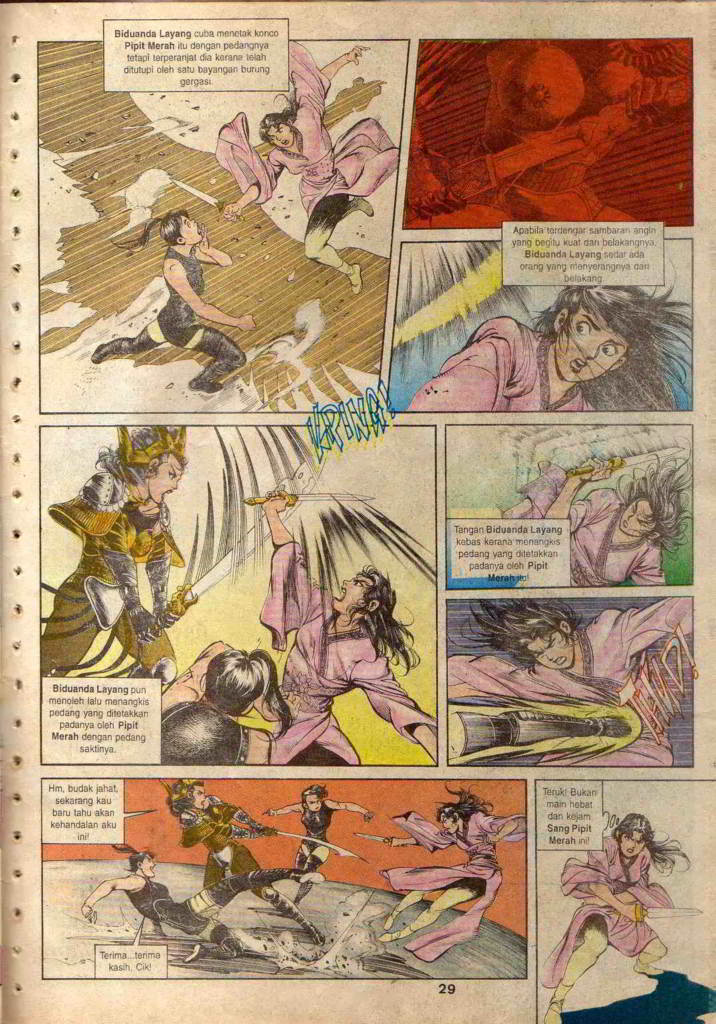 Biduanda Layang cuba menetak konco
Pipit Merah itu dengan pedangnya
tetapi terperanjat dia kerana telah
ditutupi oleh satu bayangan burung
gergasi.
Apabila terdengar sambaran angin
yang begitu kuat dari belakangnya,
Biduanda Layang sedar ada
orang yang menyerangnya dari
belakang.
KPING!
Biduanda Layang pun
menoleh lalu menangkis
pedang yang ditetakkan
padanya oleh Pipit
Merah dengan pedang
saktinya.
Tangan Biduanda Layang
kebas kerana menangkis
pedang yang ditetakkan
padanya oleh Pipit
Merah itu!
Hm, budak jahat,
sekarang kau
baru tahu akan
kehandalan aku
ini!
Terima...terima
kasih, Cik!
Teruk! Bukan
main hebat
dan kejam
Sang Pipit
Merah ini!
29